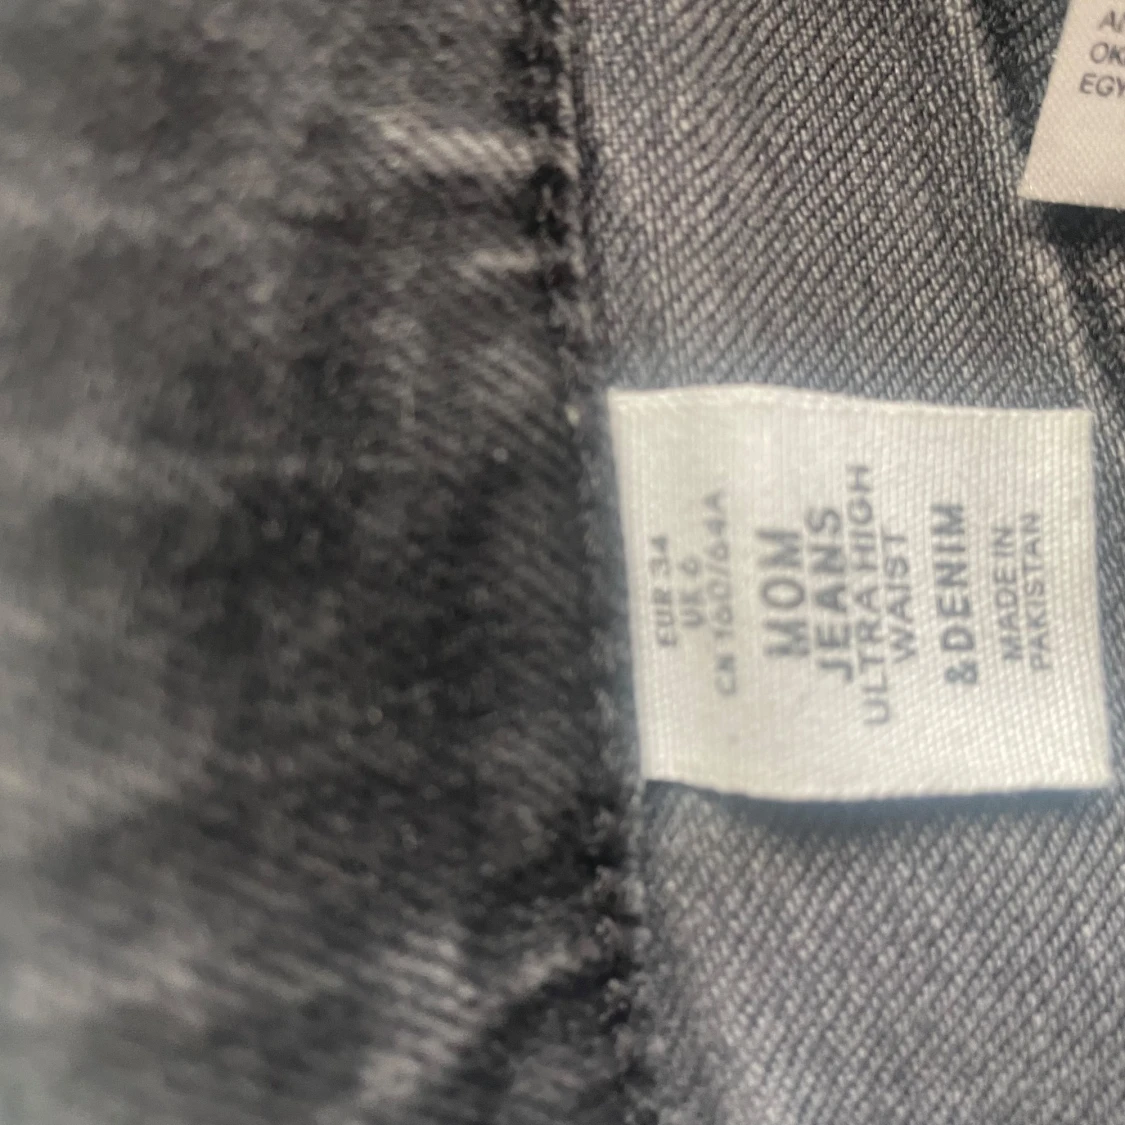 EUR 34
UK 6
CN 160/64A
MOM
JEANS
ULTRA HIGH
WAIST
&DENIM
MADE IN
PAKISTAN